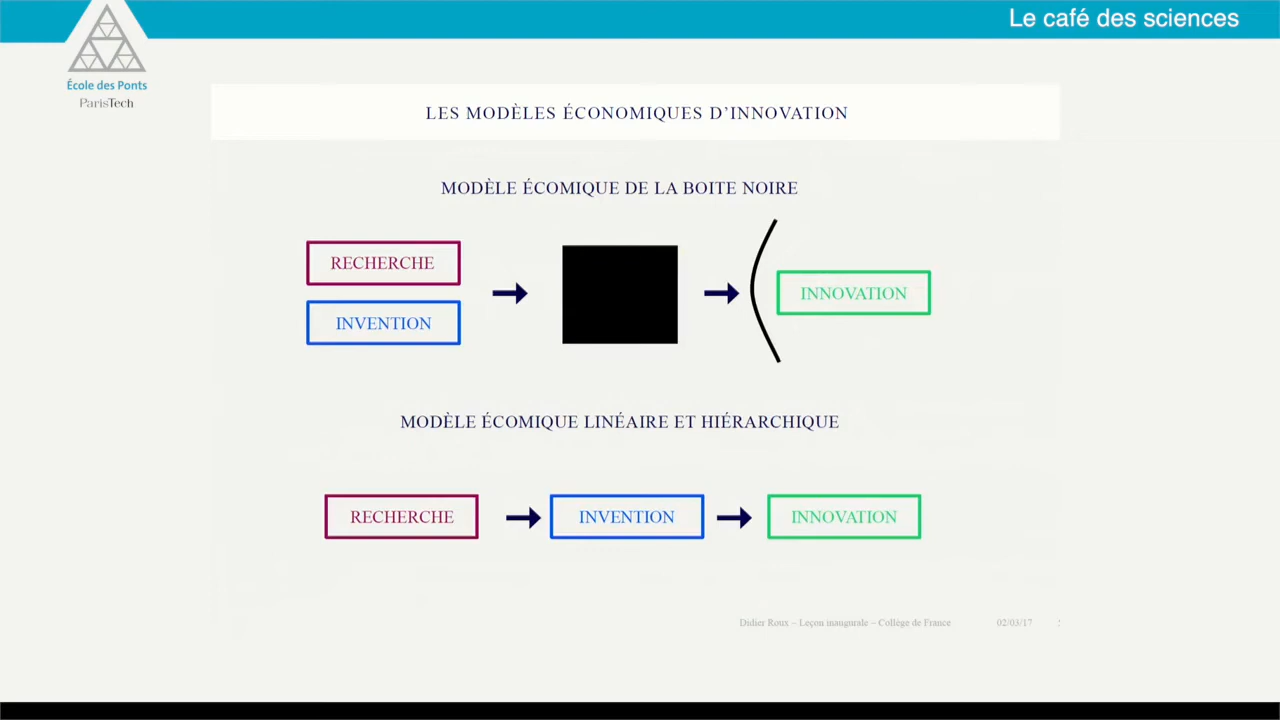 Le café des sciences
École des Ponts
ParisTech
LES MODÈLES ÉCONOMIQUES D'INNOVATION
MODÈLE ÉCOMIQUE DE LA BOITE NOIRE
RECHERCHE
INVENTION
INNOVATION
MODÈLE ÉCOMIQUE LINÉAIRE ET HIÉRARCHIQUE
RECHERCHE
INVENTION
INNOVATION
Didier Roux – Leçon inaugurale – Collège de France 02/03/17